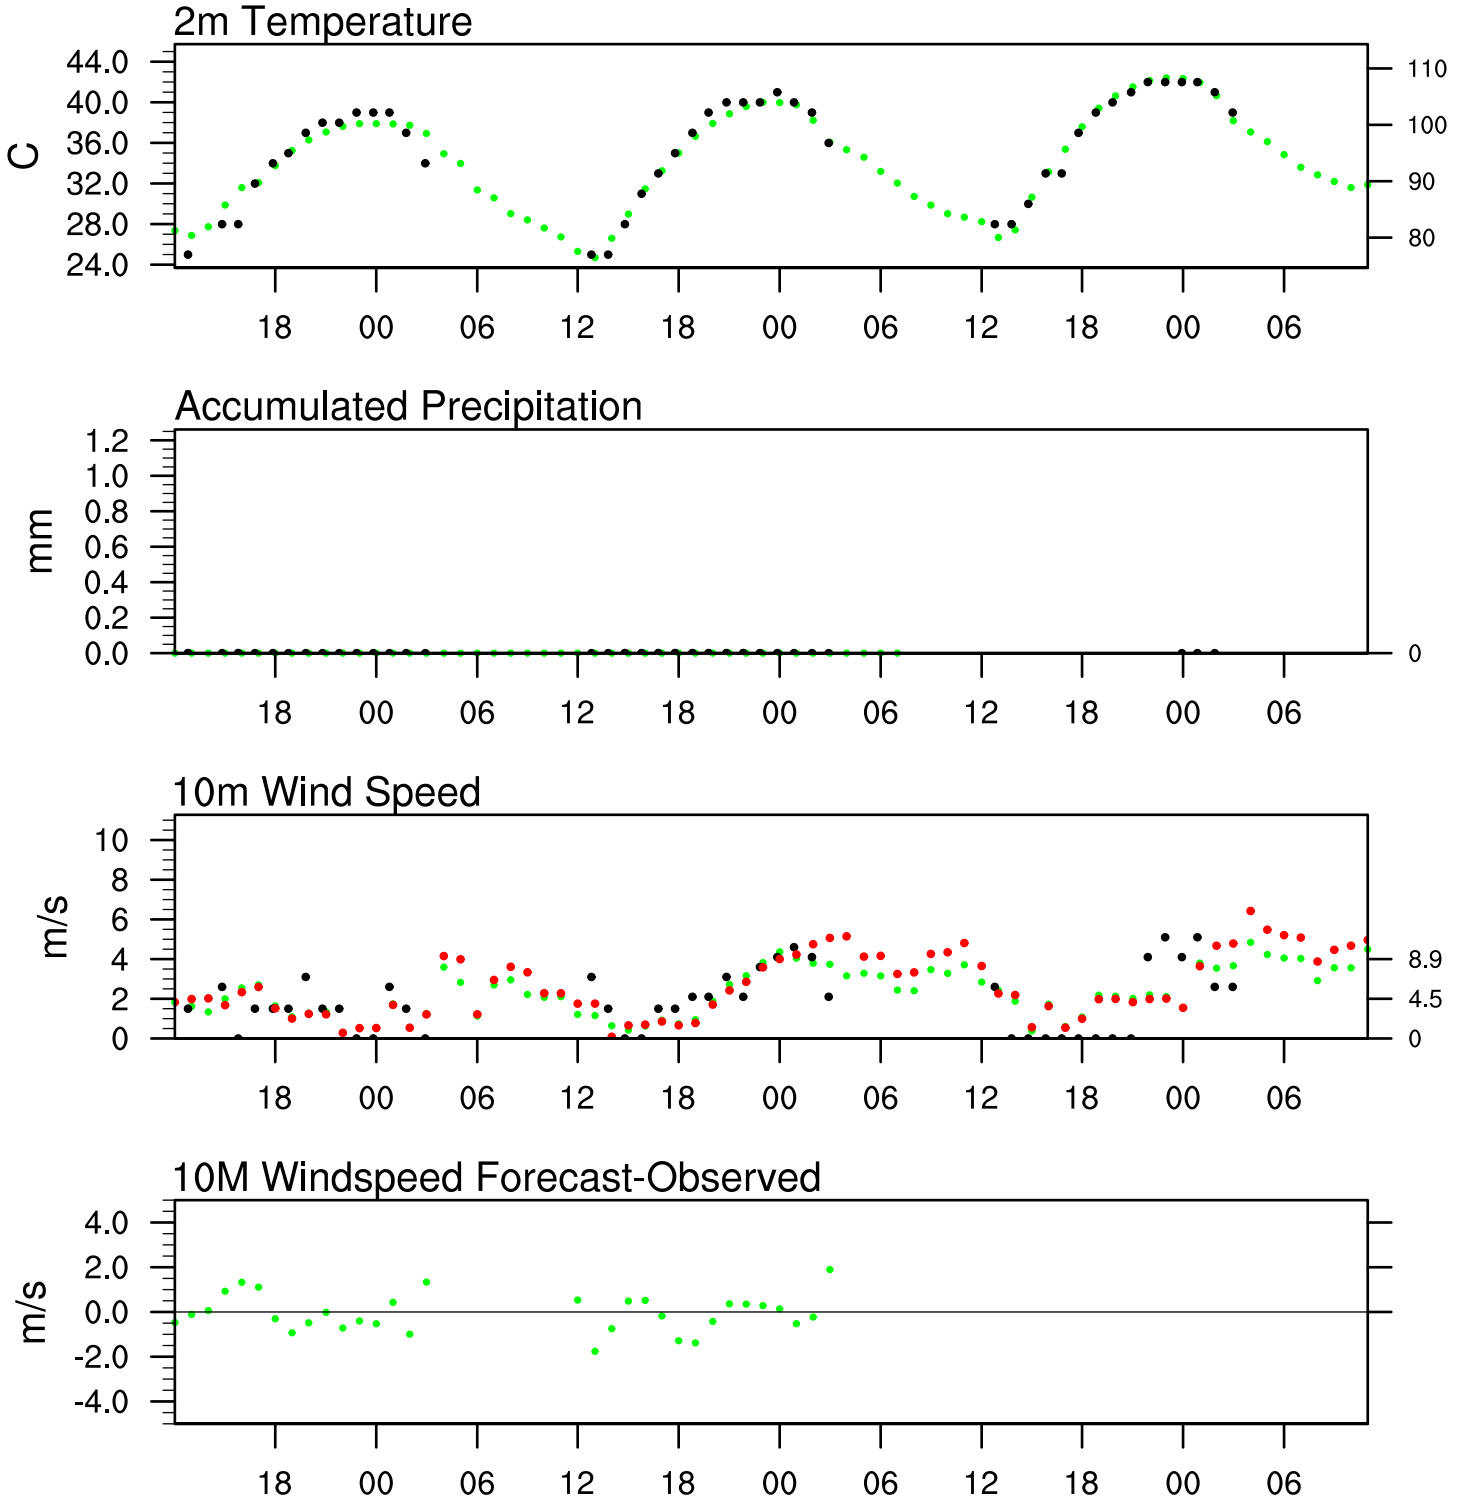 2m Temperature
44.0
40.0
36.0
32.0
28.0
24.0
C
110
100
90
80
18 00 06 12 18 00 06 12 18 00 06
Accumulated Precipitation
1.2
1.0
0.8
0.6
0.4
0.2
0.0
mm
0
18 00 06 12 18 00 06 12 18 00 06
10m Wind Speed
10
8
6
4
2
0
m/s
8.9
4.5
0
18 00 06 12 18 00 06 12 18 00 06
10M Windspeed Forecast-Observed
4.0
2.0
0.0
-2.0
-4.0
m/s
18 00 06 12 18 00 06 12 18 00 06